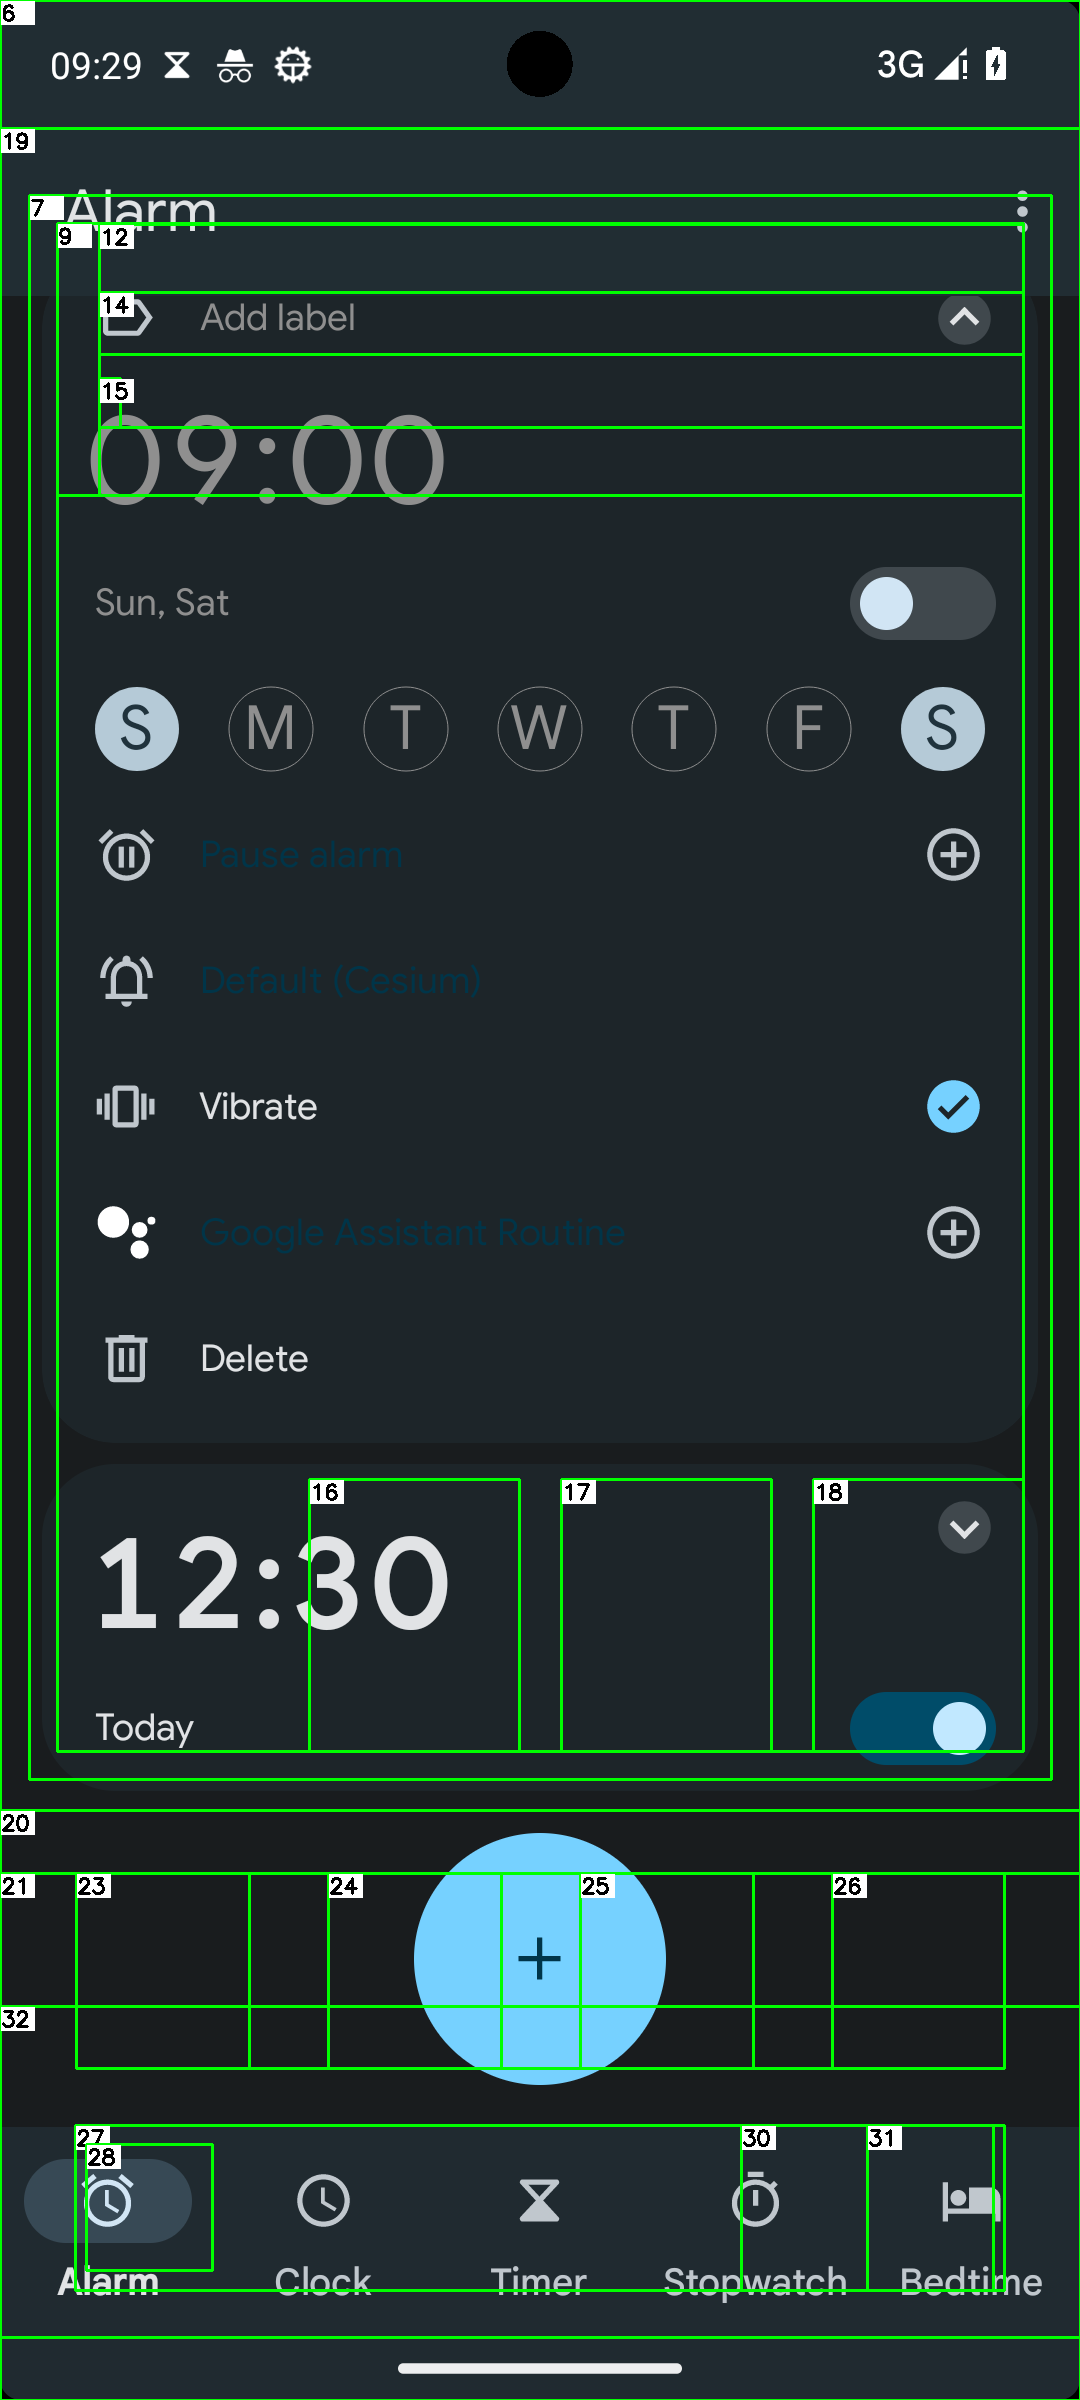 6
09:29
3G
19
7
Alarm
9
12
14
Add label
15
09:00
Sun, Sat
S M T W T F S
Pause alarm
Default (Cesium)
Vibrate
Google Assistant Routine
Delete
16
17
18
12:30
Today
20
21
23
24
25
26
32
27
28
30
31
Alarm
Clock
Timer
Stopwatch
Bedtime